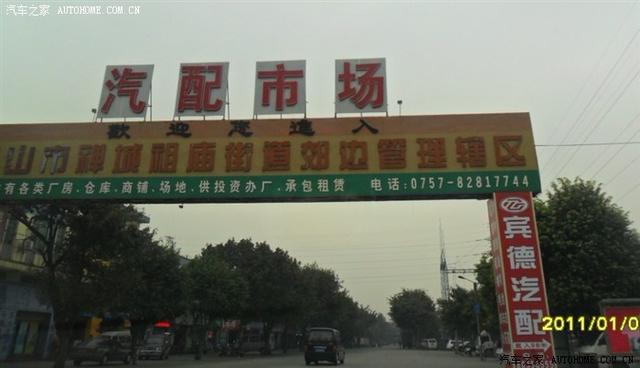 汽车之家 AUTOHOME.COM.CN
汽配市场
歡迎您進入
山市禅城祖庙街道郊边管理辖区
有各类厂房、仓库、商铺、场地、供投资办厂、承包租赁 电话:0757-82817744
宾德汽配
2011/01/0
汽车之家 AUTOHOME.COM.CN